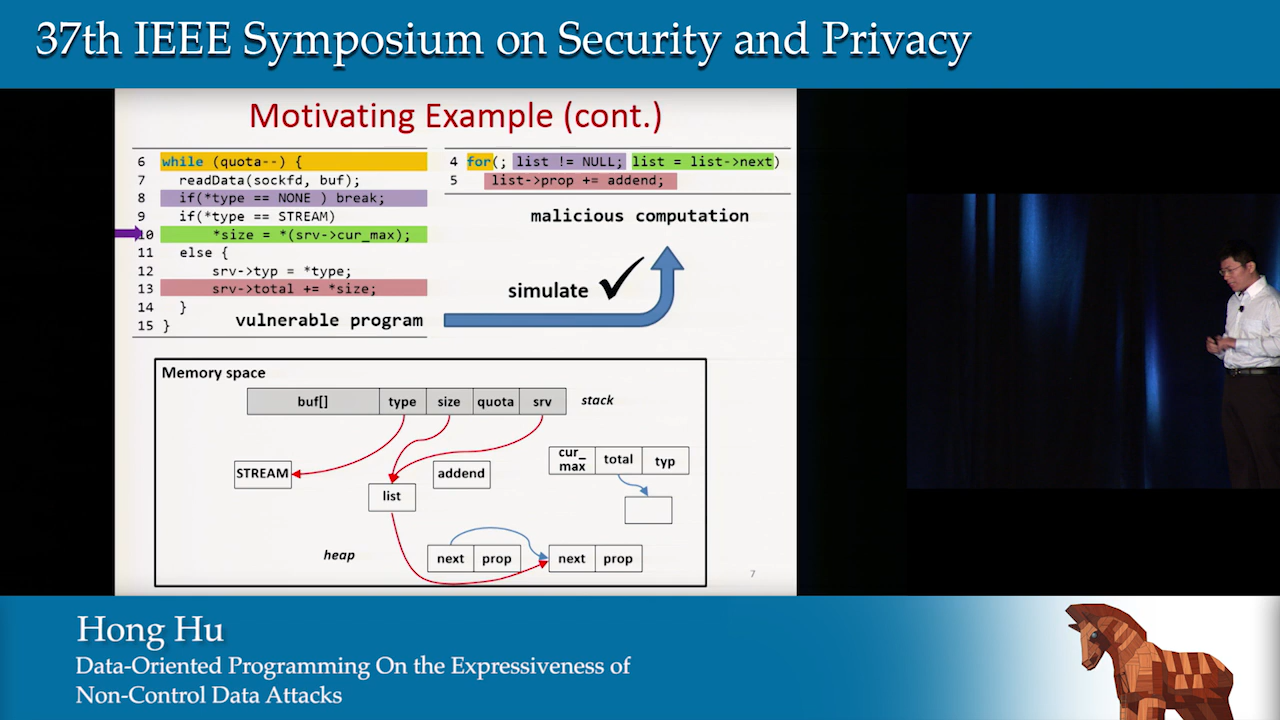 37th IEEE Symposium on Security and Privacy
Motivating Example (cont.)
6 while (quota--) {
7 readData(sockfd, buf);
8 if(*type == NONE ) break;
9 if(*type == STREAM)
10 *size = *(srv->cur_max);
11 else {
12 srv->typ = *type;
13 srv->total += *size;
14 }
15 }
vulnerable program
4 for(; list != NULL; list = list->next)
5 list->prop += addend;
malicious computation
simulate
Memory space
buf[] type size quota srv stack
STREAM
addend
cur_
max
total
typ
list
heap
next prop
next prop
7
Hong Hu
Data-Oriented Programming On the Expressiveness of
Non-Control Data Attacks